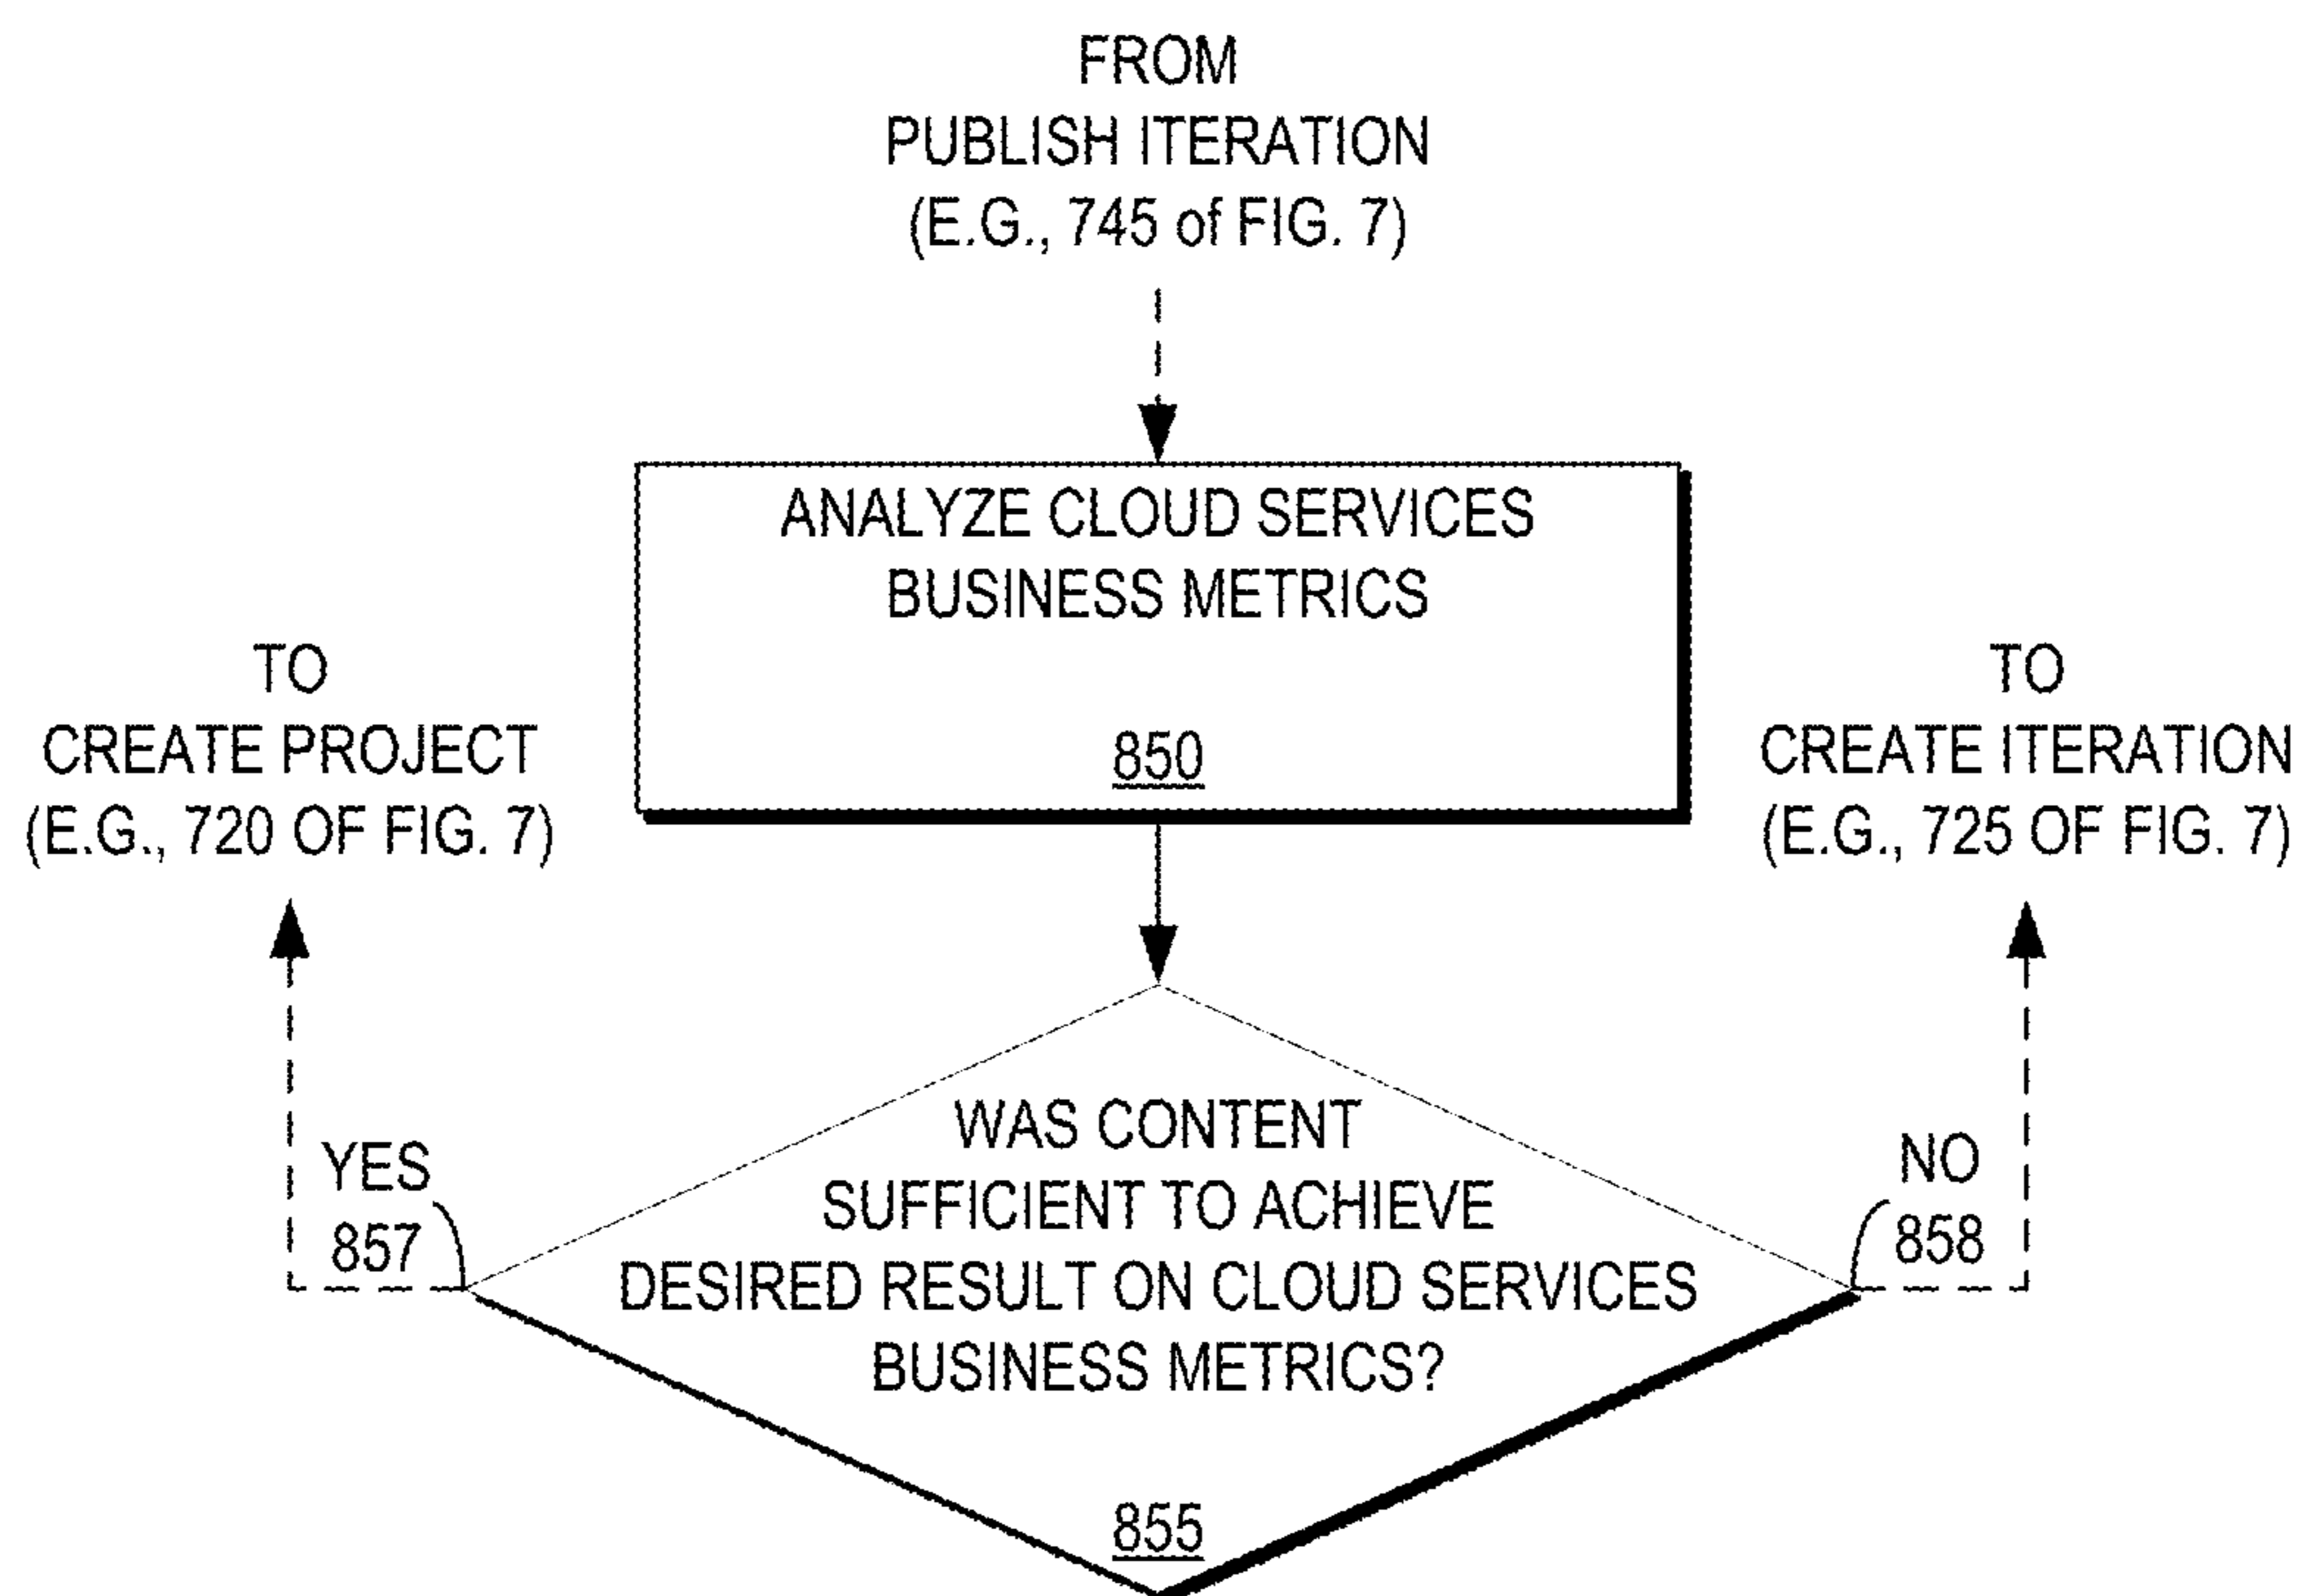 FROM
PUBLISH ITERATION
(E.G., 745 of FIG. 7)
ANALYZE CLOUD SERVICES
BUSINESS METRICS
850
TO
CREATE PROJECT
(E.G., 720 OF FIG. 7)
TO
CREATE ITERATION
(E.G., 725 OF FIG. 7)
YES
857
WAS CONTENT
SUFFICIENT TO ACHIEVE
DESIRED RESULT ON CLOUD SERVICES
BUSINESS METRICS?
855
NO
858